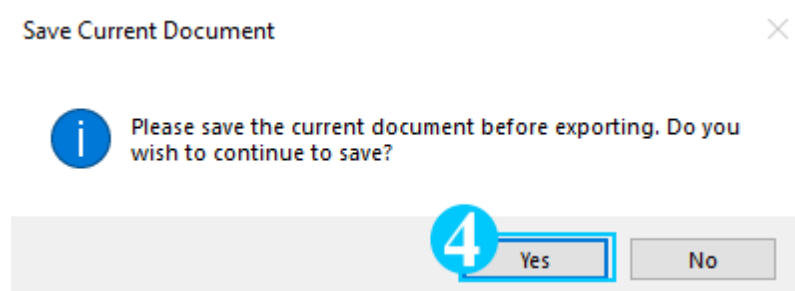 Save Current Document
Please save the current document before exporting. Do you
wish to continue to save?
4
Yes
No